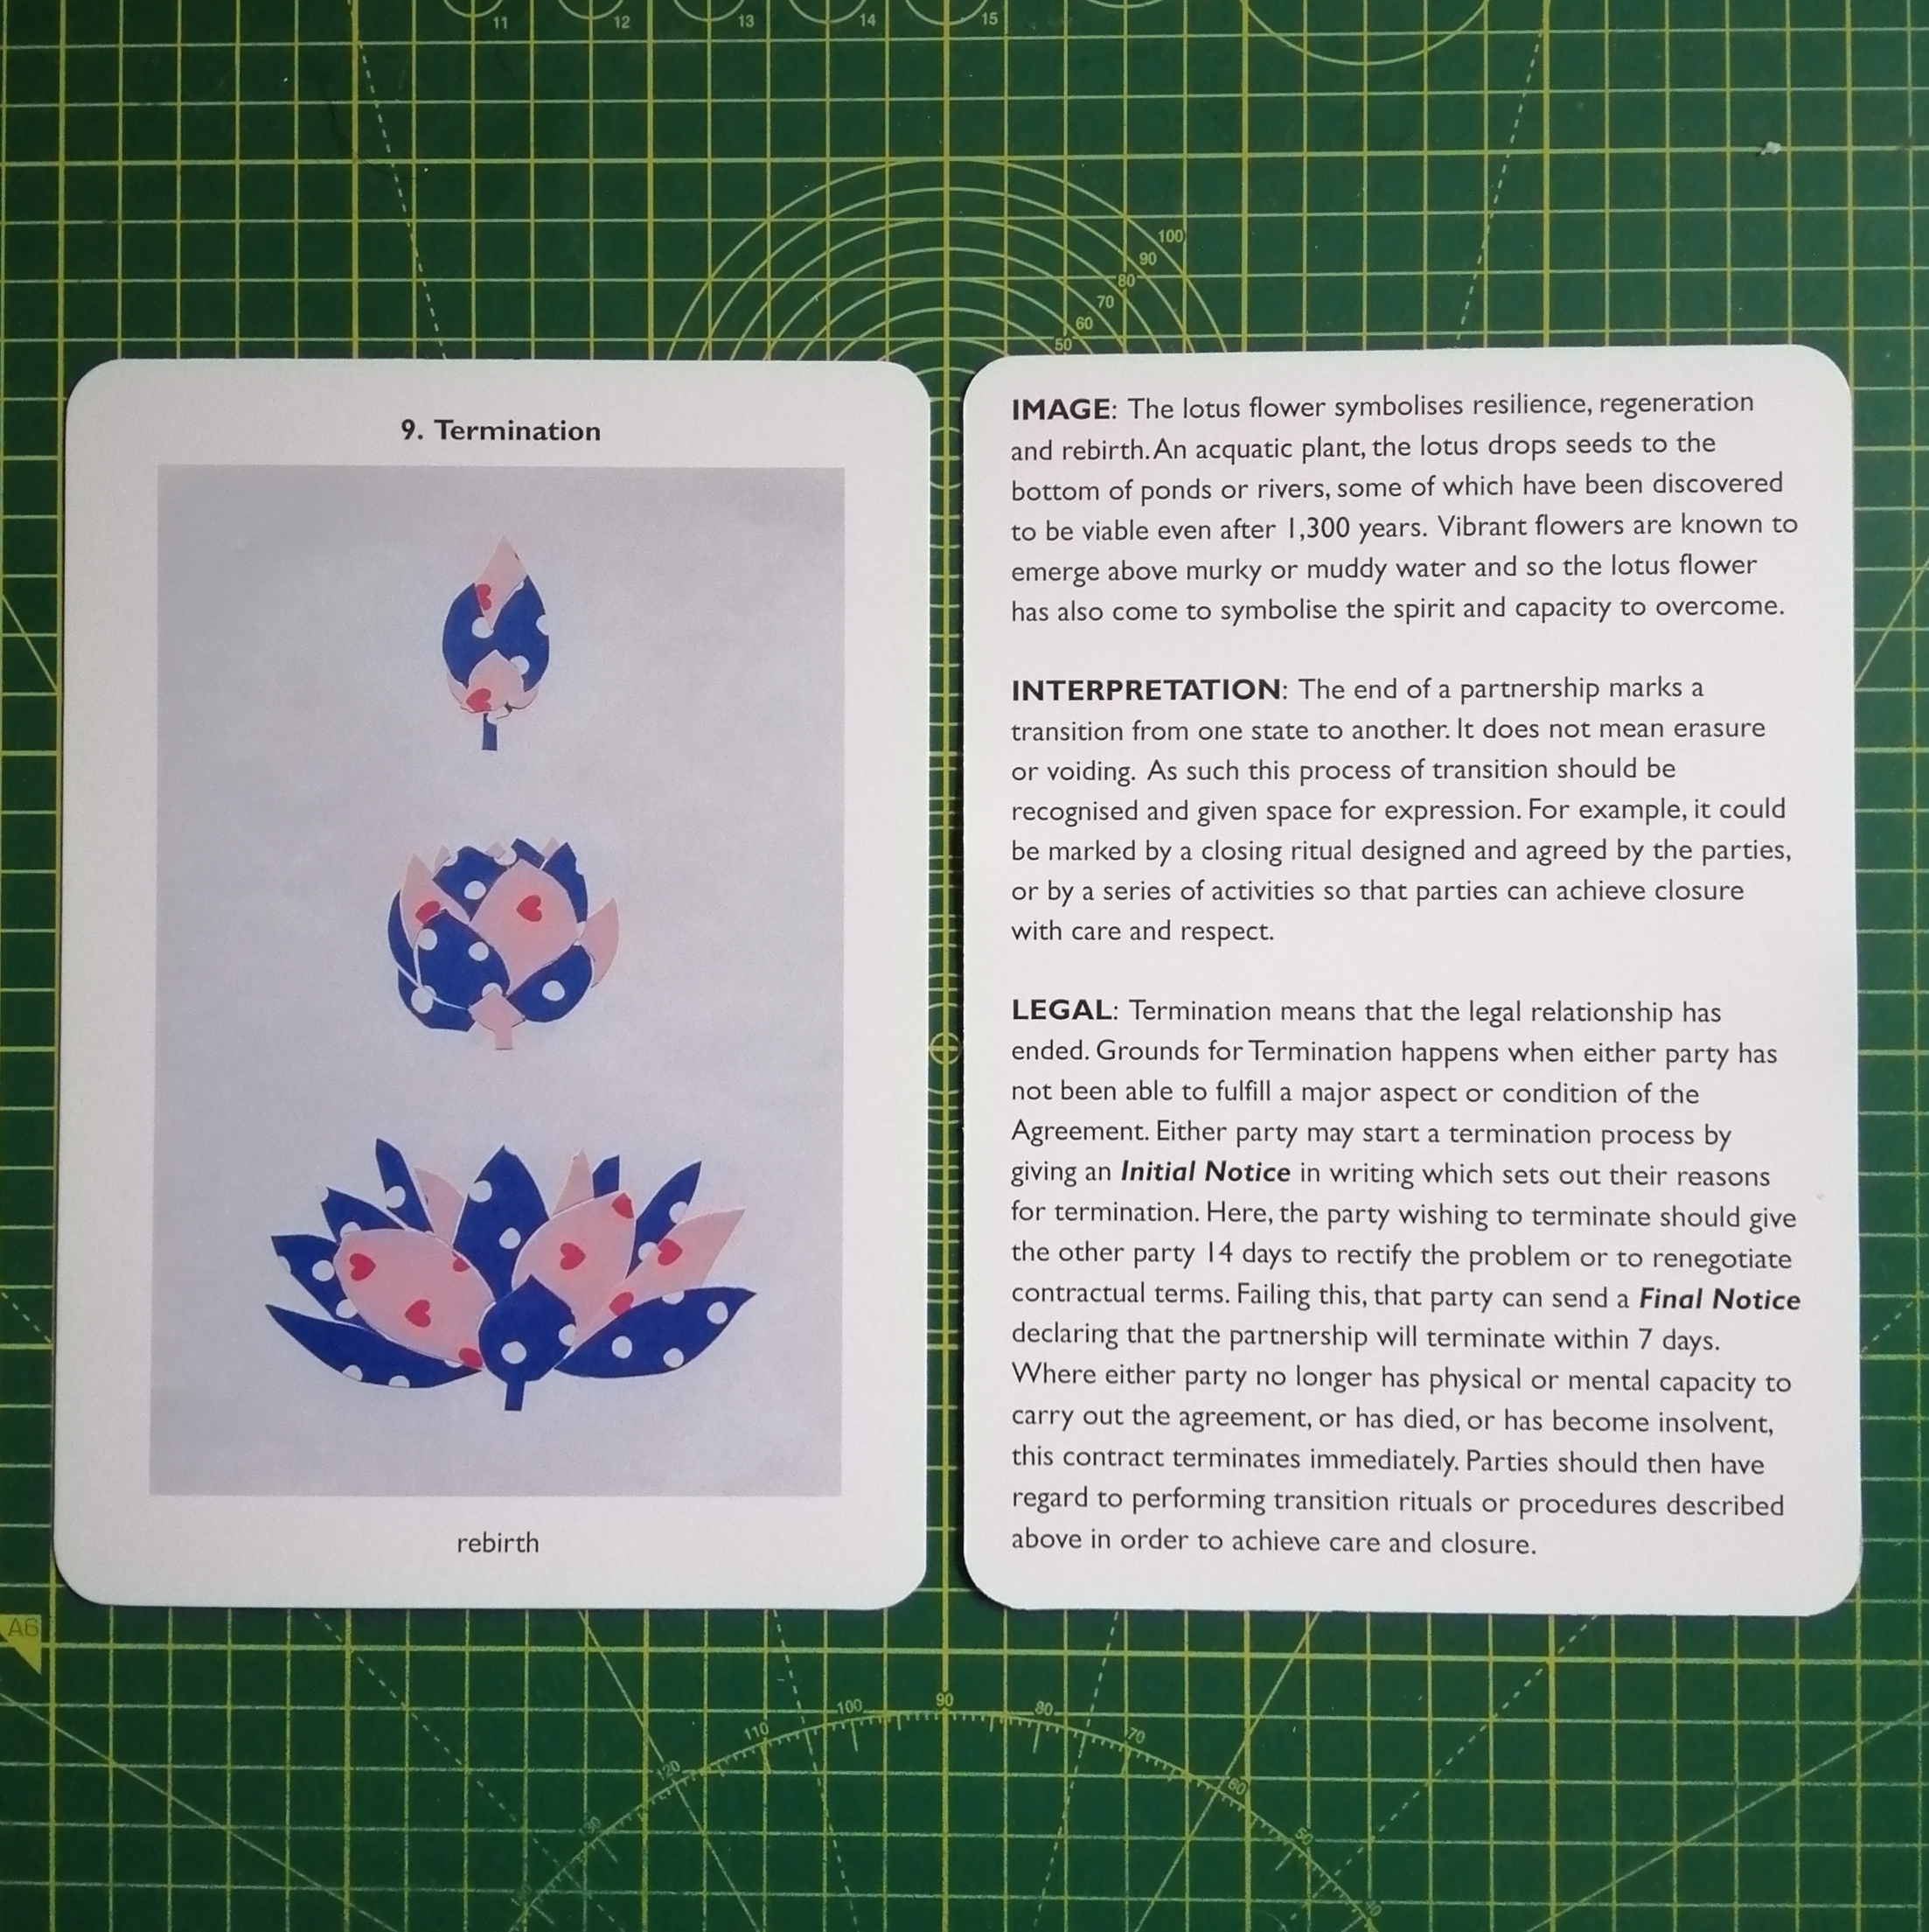 11 12 13 14 15
100
90
80
70
60
50
9. Termination
rebirth
IMAGE: The lotus flower symbolises resilience, regeneration
and rebirth. An acquatic plant, the lotus drops seeds to the
bottom of ponds or rivers, some of which have been discovered
to be viable even after 1,300 years. Vibrant flowers are known to
emerge above murky or muddy water and so the lotus flower
has also come to symbolise the spirit and capacity to overcome.
INTERPRETATION: The end of a partnership marks a
transition from one state to another. It does not mean erasure
or voiding. As such this process of transition should be
recognised and given space for expression. For example, it could
be marked by a closing ritual designed and agreed by the parties,
or by a series of activities so that parties can achieve closure
with care and respect.
LEGAL: Termination means that the legal relationship has
ended. Grounds for Termination happens when either party has
not been able to fulfill a major aspect or condition of the
Agreement. Either party may start a termination process by
giving an Initial Notice in writing which sets out their reasons
for termination. Here, the party wishing to terminate should give
the other party 14 days to rectify the problem or to renegotiate
contractual terms. Failing this, that party can send a Final Notice
declaring that the partnership will terminate within 7 days.
Where either party no longer has physical or mental capacity to
carry out the agreement, or has died, or has become insolvent,
this contract terminates immediately. Parties should then have
regard to performing transition rituals or procedures described
above in order to achieve care and closure.
A6
120 110 100 90 80 70 60 50